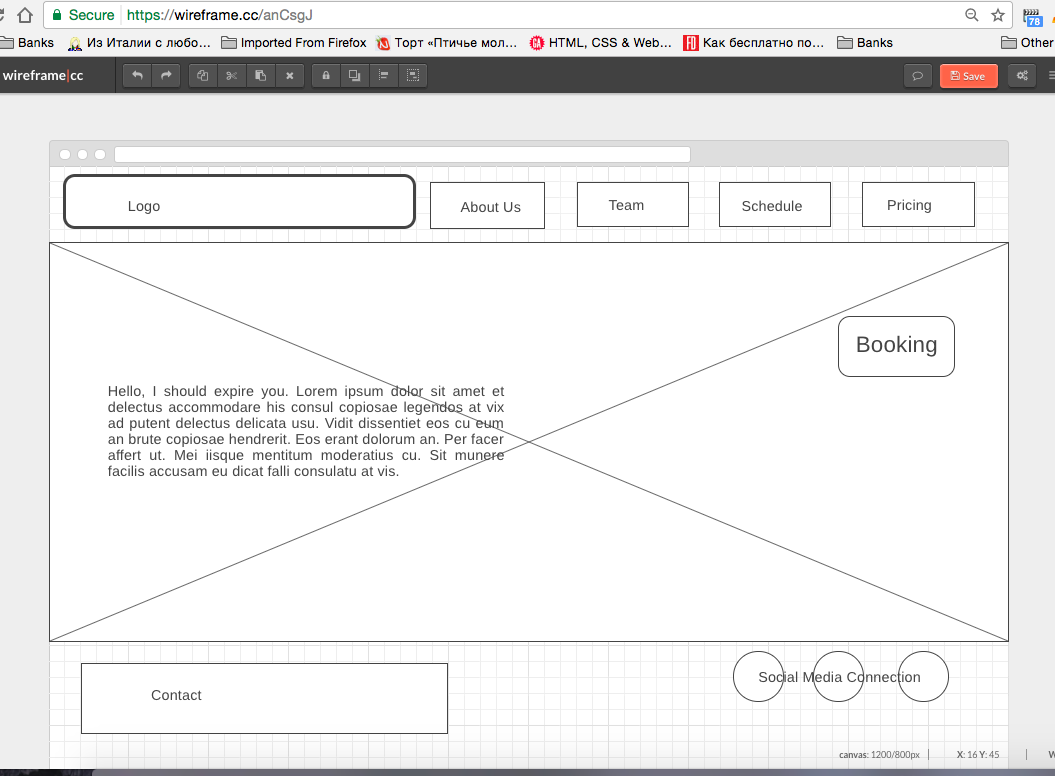 Secure https://wireframe.cc/anCsgJ
78
Banks Из Италии с любо... Imported From Firefox Торт «Птичье мол... GA HTML, CSS & Web... Как бесплатно по... Banks Other
wireframe|cc Save
Logo About Us Team Schedule Pricing
Booking
Hello, I should expire you. Lorem ipsum dolor sit amet et
delectus accommodare his consul copiosae legendos at vix
ad putent delectus delicata usu. Vidit dissentiet eos cu eum
an brute copiosae hendrerit. Eos erant dolorum an. Per facer
affert ut. Mei iisque mentitum moderatius cu. Sit munere
facilis accusam eu dicat falli consulatu at vis.
Social Media Connection
Contact
canvas: 1200/800px X: 16 Y: 45